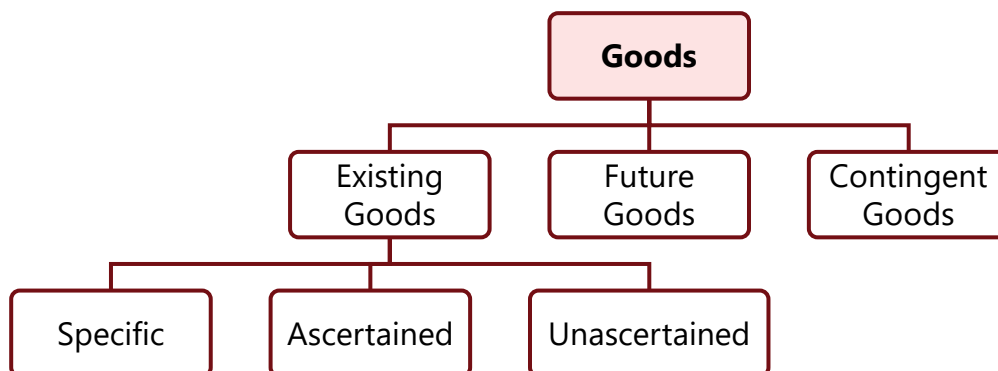 Goods
Existing
Goods
Future
Goods
Contingent
Goods
Specific
Ascertained
Unascertained